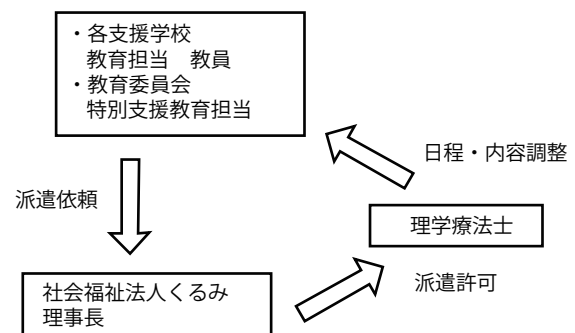 ・各支援学校
教育担当　教員
・教育委員会
特別支援教育担当
日程・内容調整
派遣依頼
理学療法士
派遣許可
社会福祉法人くるみ
理事長